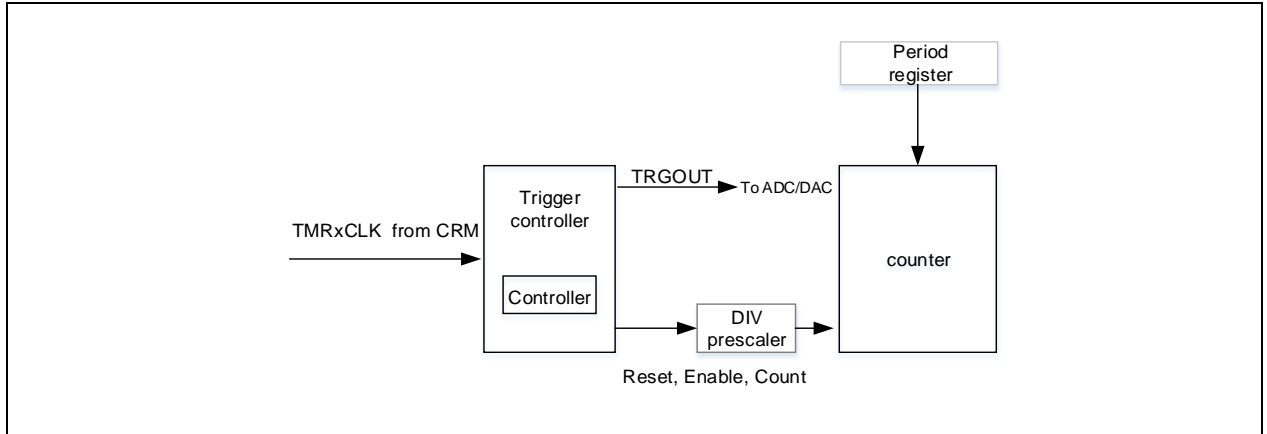 Period
register
TRGOUT
To ADC/DAC
Trigger
controller
TMRxCLK from CRM
counter
Controller
DIV
prescaler
Reset, Enable, Count